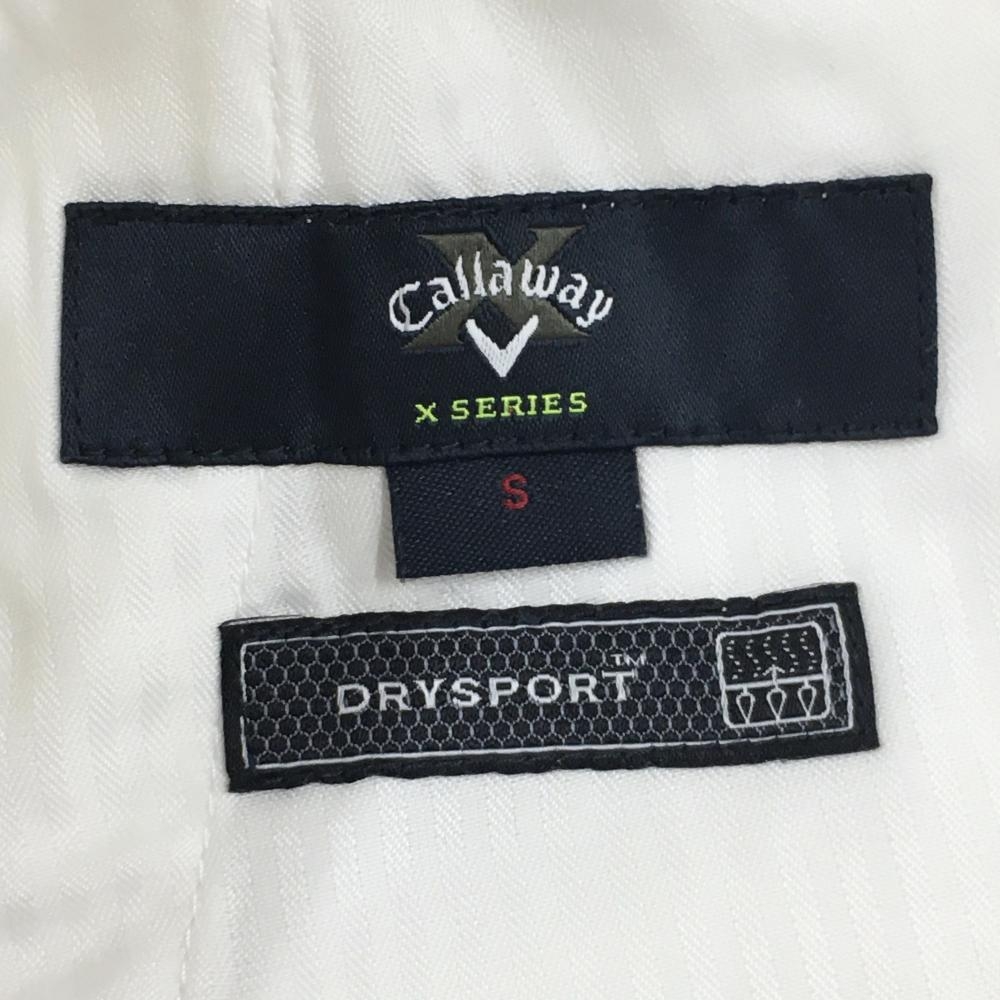 X
Callaway
X SERIES
S
DRYSPORT™